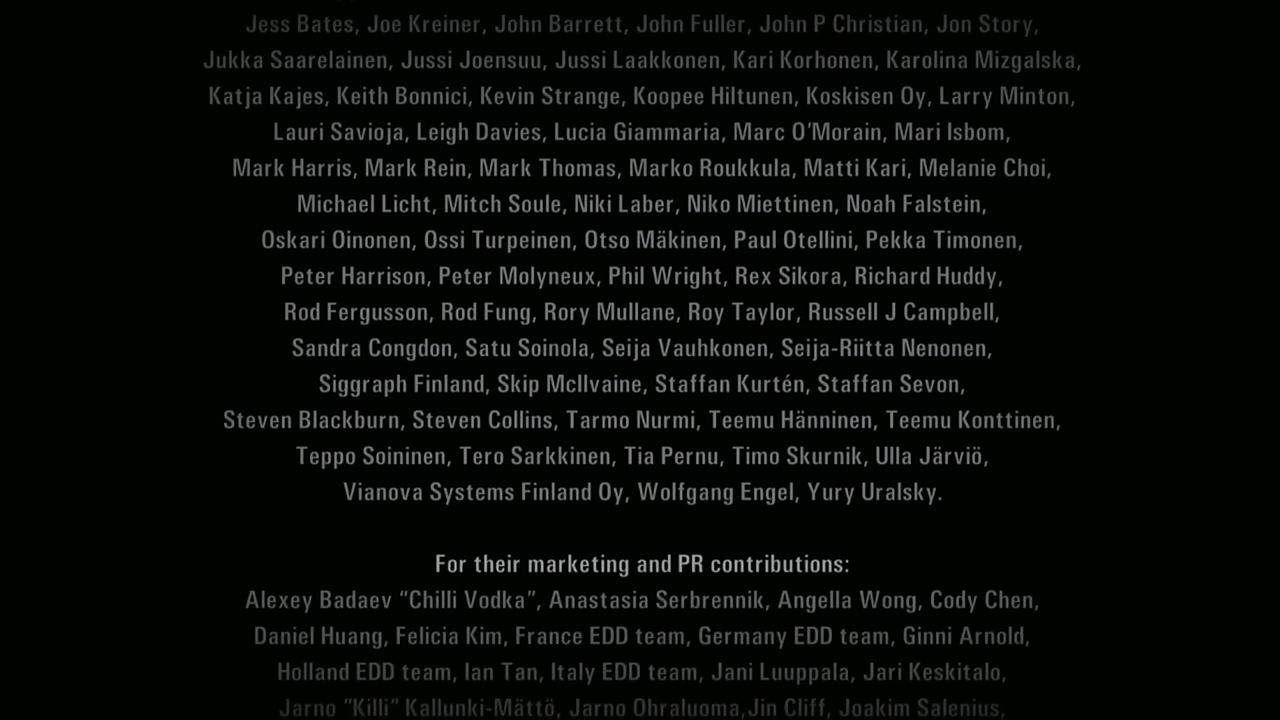 Jess Bates, Joe Kreiner, John Barrett, John Fuller, John P Christian, Jon Story,
Jukka Saarelainen, Jussi Joensuu, Jussi Laakkonen, Kari Korhonen, Karolina Mizgalska,
Katja Kajes, Keith Bonnici, Kevin Strange, Koopee Hiltunen, Koskisen Oy, Larry Minton,
Lauri Savioja, Leigh Davies, Lucia Giammaria, Marc O'Morain, Mari Isbom,
Mark Harris, Mark Rein, Mark Thomas, Marko Roukkula, Matti Kari, Melanie Choi,
Michael Licht, Mitch Soule, Niki Laber, Niko Miettinen, Noah Falstein,
Oskari Oinonen, Ossi Turpeinen, Otso Mäkinen, Paul Otellini, Pekka Timonen,
Peter Harrison, Peter Molyneux, Phil Wright, Rex Sikora, Richard Huddy,
Rod Fergusson, Rod Fung, Rory Mullane, Roy Taylor, Russell J Campbell,
Sandra Congdon, Satu Soinola, Seija Vauhkonen, Seija-Riitta Nenonen,
Siggraph Finland, Skip McIlvaine, Staffan Kurtén, Staffan Sevon,
Steven Blackburn, Steven Collins, Tarmo Nurmi, Teemu Hänninen, Teemu Konttinen,
Teppo Soininen, Tero Sarkkinen, Tia Pernu, Timo Skurnik, Ulla Järviö,
Vianova Systems Finland Oy, Wolfgang Engel, Yury Uralsky.
For their marketing and PR contributions:
Alexey Badaev “Chilli Vodka”, Anastasia Serbrennik, Angella Wong, Cody Chen,
Daniel Huang, Felicia Kim, France EDD team, Germany EDD team, Ginni Arnold,
Holland EDD team, Ian Tan, Italy EDD team, Jani Luuppala, Jari Keskitalo,
Jarno ”Killi” Kallunki-Mättö, Jarno Ohraluoma,Jin Cliff, Joakim Salenius,